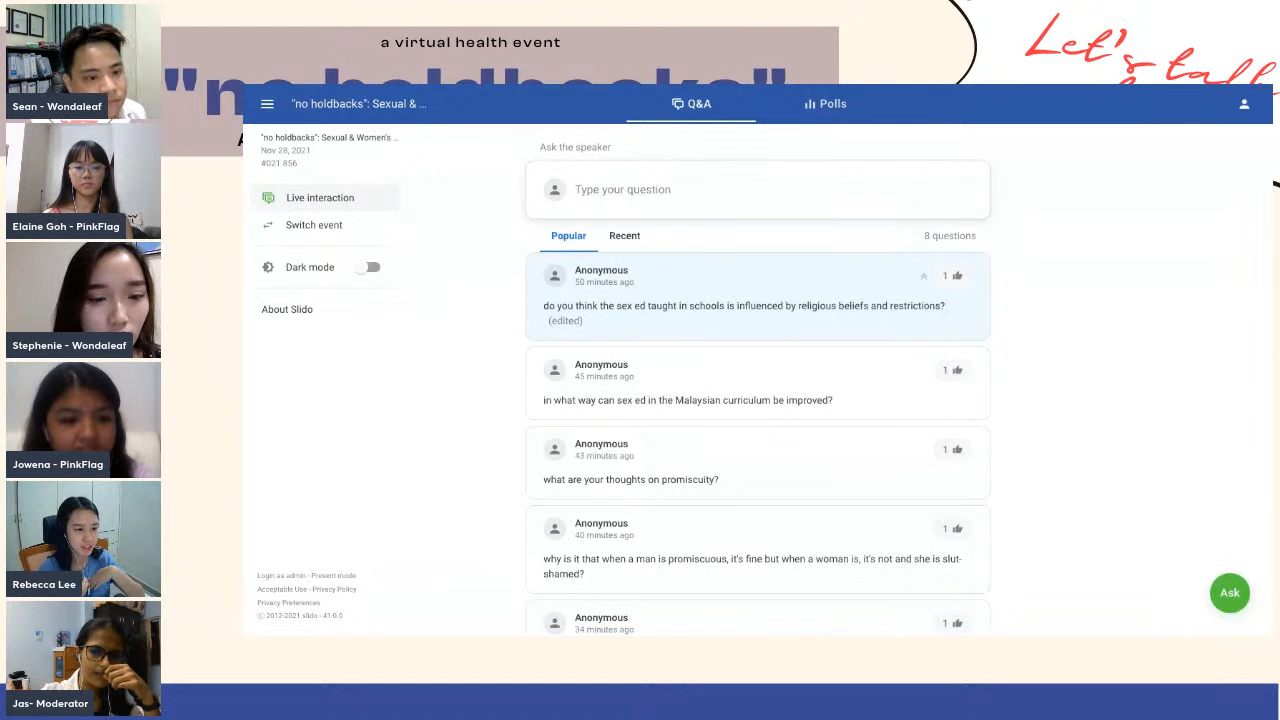 a virtual health event
"no holdbacks"
Let's talk
Sean - Wondaleaf
Elaine Goh - PinkFlag
Stephenie - Wondaleaf
Jowena - PinkFlag
Rebecca Lee
Jas- Moderator
"no holdbacks": Sexual & ...
Q&A
Polls
"no holdbacks": Sexual & Women's ...
Nov 28, 2021
#021 856
Live interaction
Switch event
Dark mode
About Slido
Login as admin - Present mode
Acceptable Use - Privacy Policy
Privacy Preferences
© 2012-2021 slido - 41.0.0
Ask the speaker
Type your question
Popular
Recent
8 questions
Anonymous
50 minutes ago
1
do you think the sex ed taught in schools is influenced by religious beliefs and restrictions?
(edited)
Anonymous
45 minutes ago
1
in what way can sex ed in the Malaysian curriculum be improved?
Anonymous
43 minutes ago
1
what are your thoughts on promiscuity?
Anonymous
40 minutes ago
1
why is it that when a man is promiscuous, it's fine but when a woman is, it's not and she is slut-
shamed?
Anonymous
34 minutes ago
1
Ask